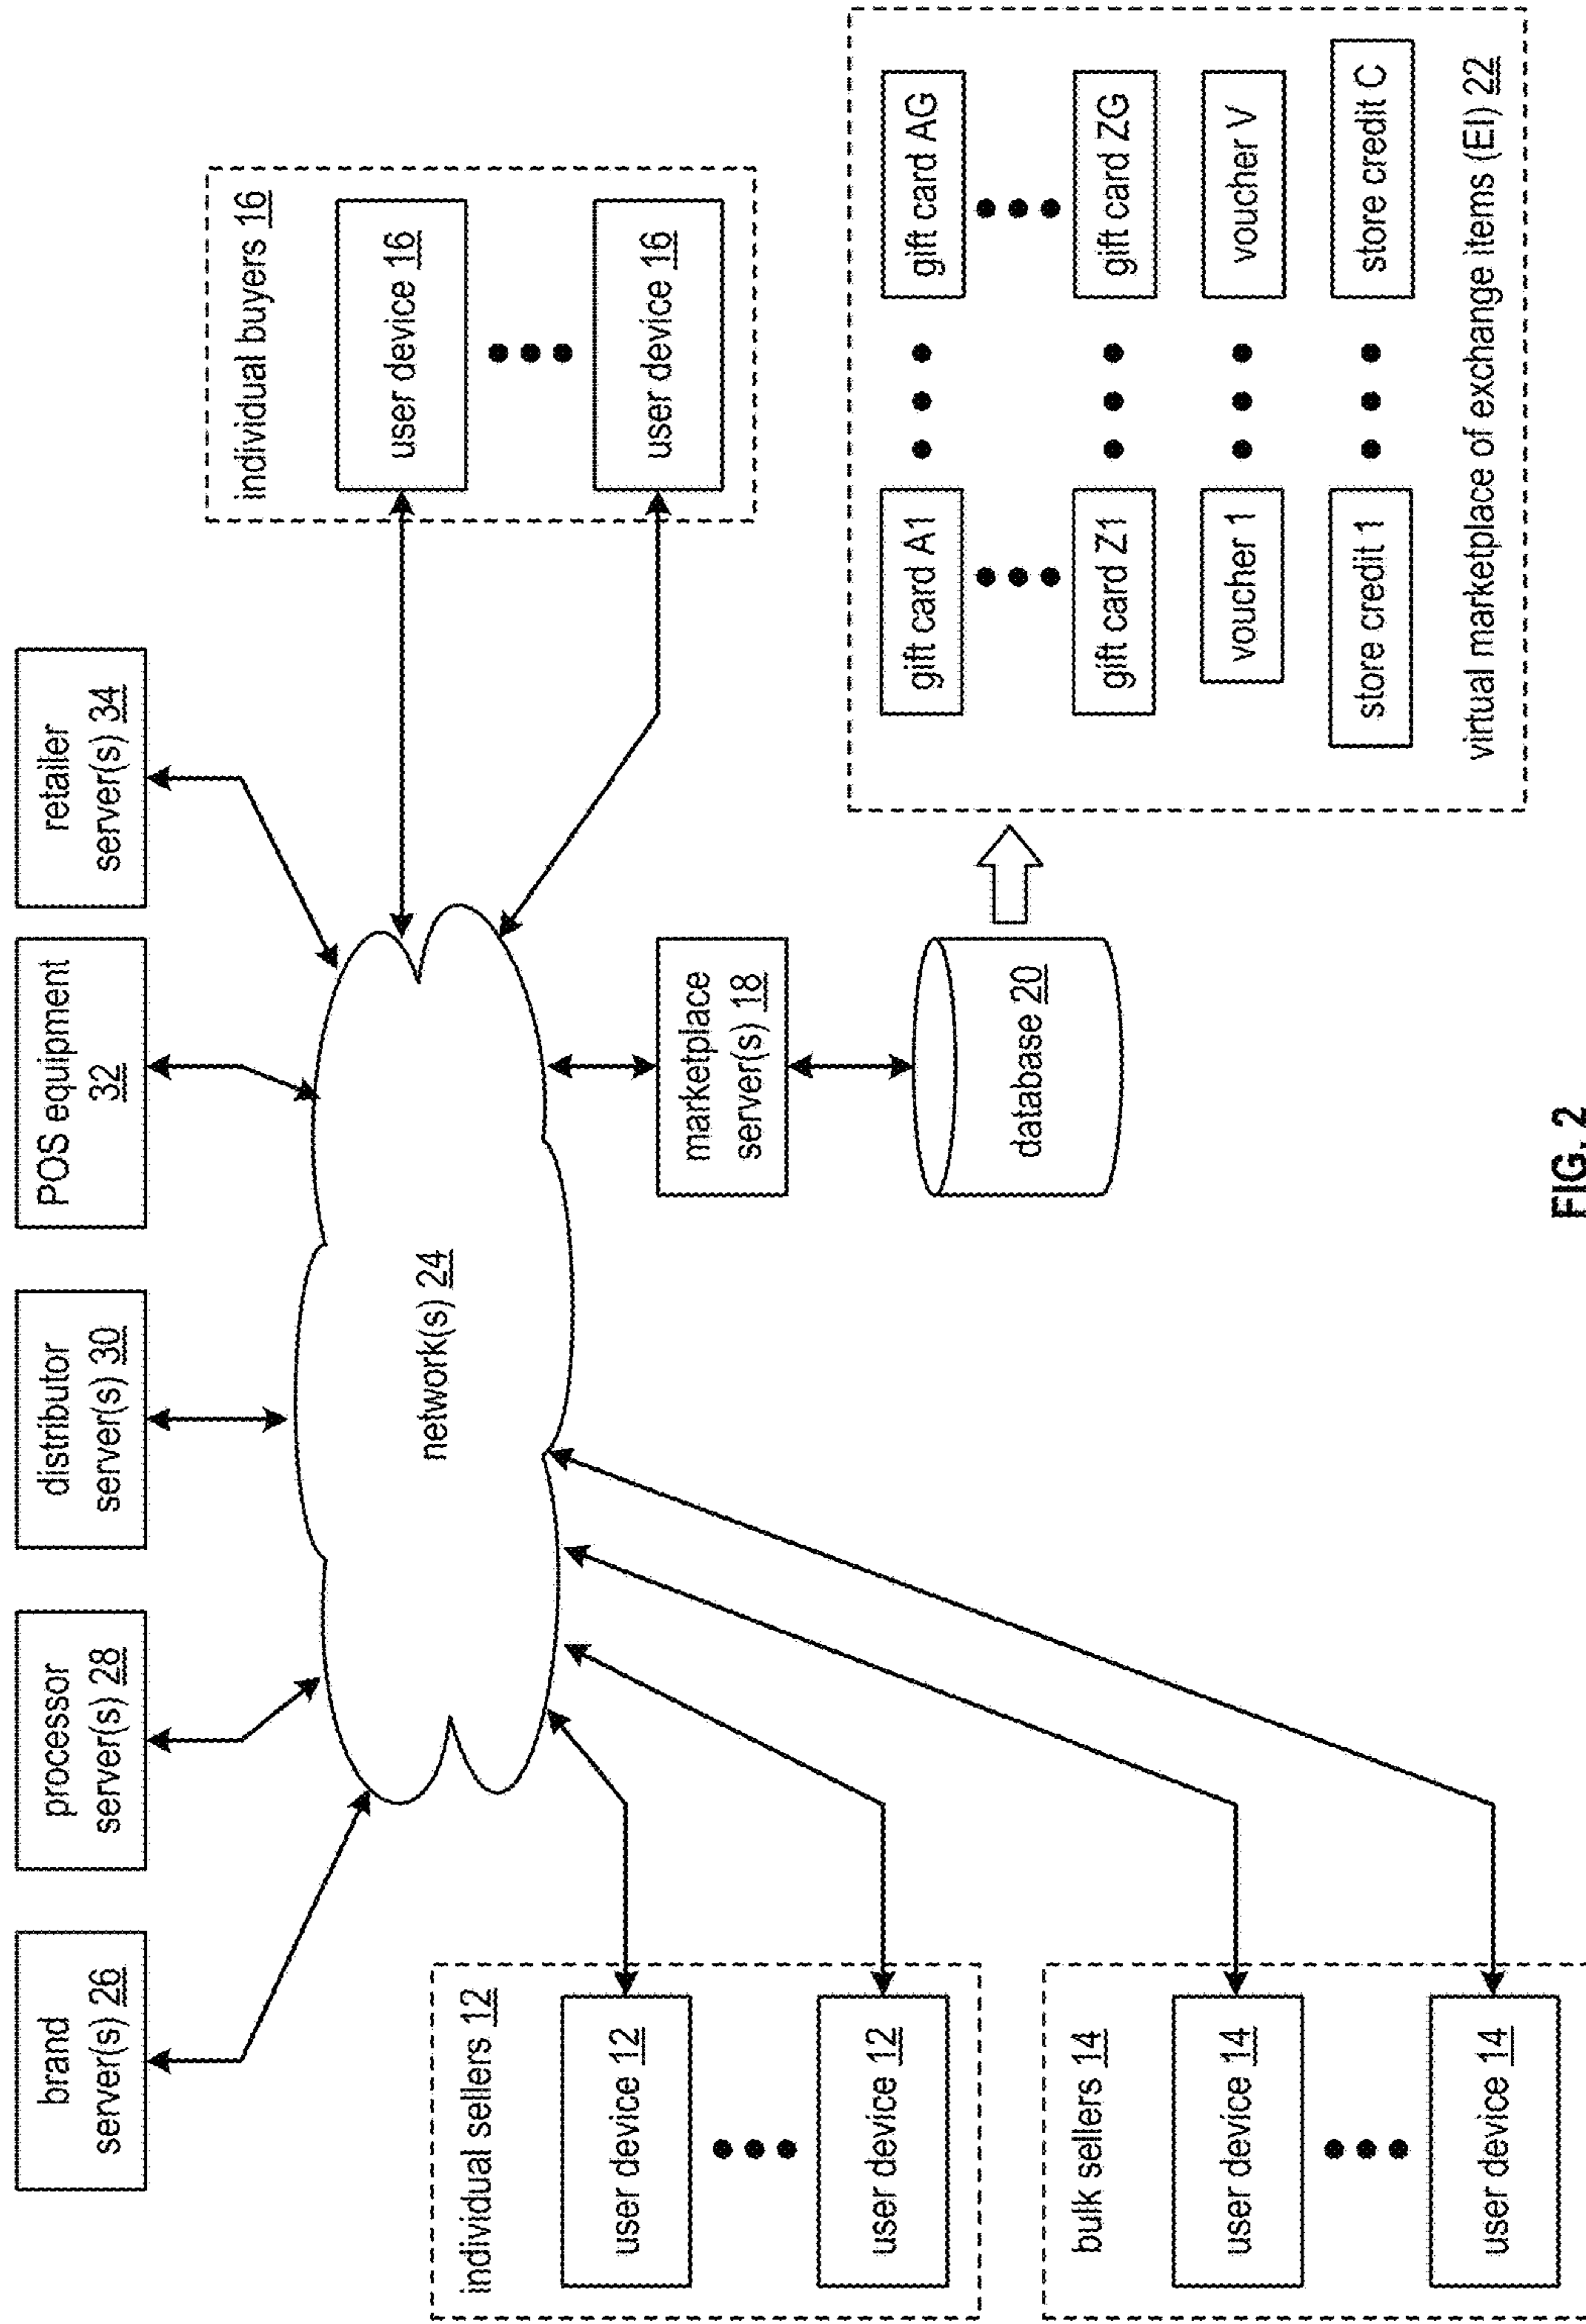 brand
server(s) 26
processor
server(s) 28
distributor
server(s) 30
POS equipment
32
retailer
server(s) 34
individual sellers 12
user device 12
user device 12
bulk sellers 14
user device 14
user device 14
network(s) 24
individual buyers 16
user device 16
user device 16
marketplace
server(s) 18
database 20
gift card A1
gift card AG
gift card Z1
gift card ZG
voucher 1
voucher V
store credit 1
store credit C
virtual marketplace of exchange items (EI) 22
FIG. 2